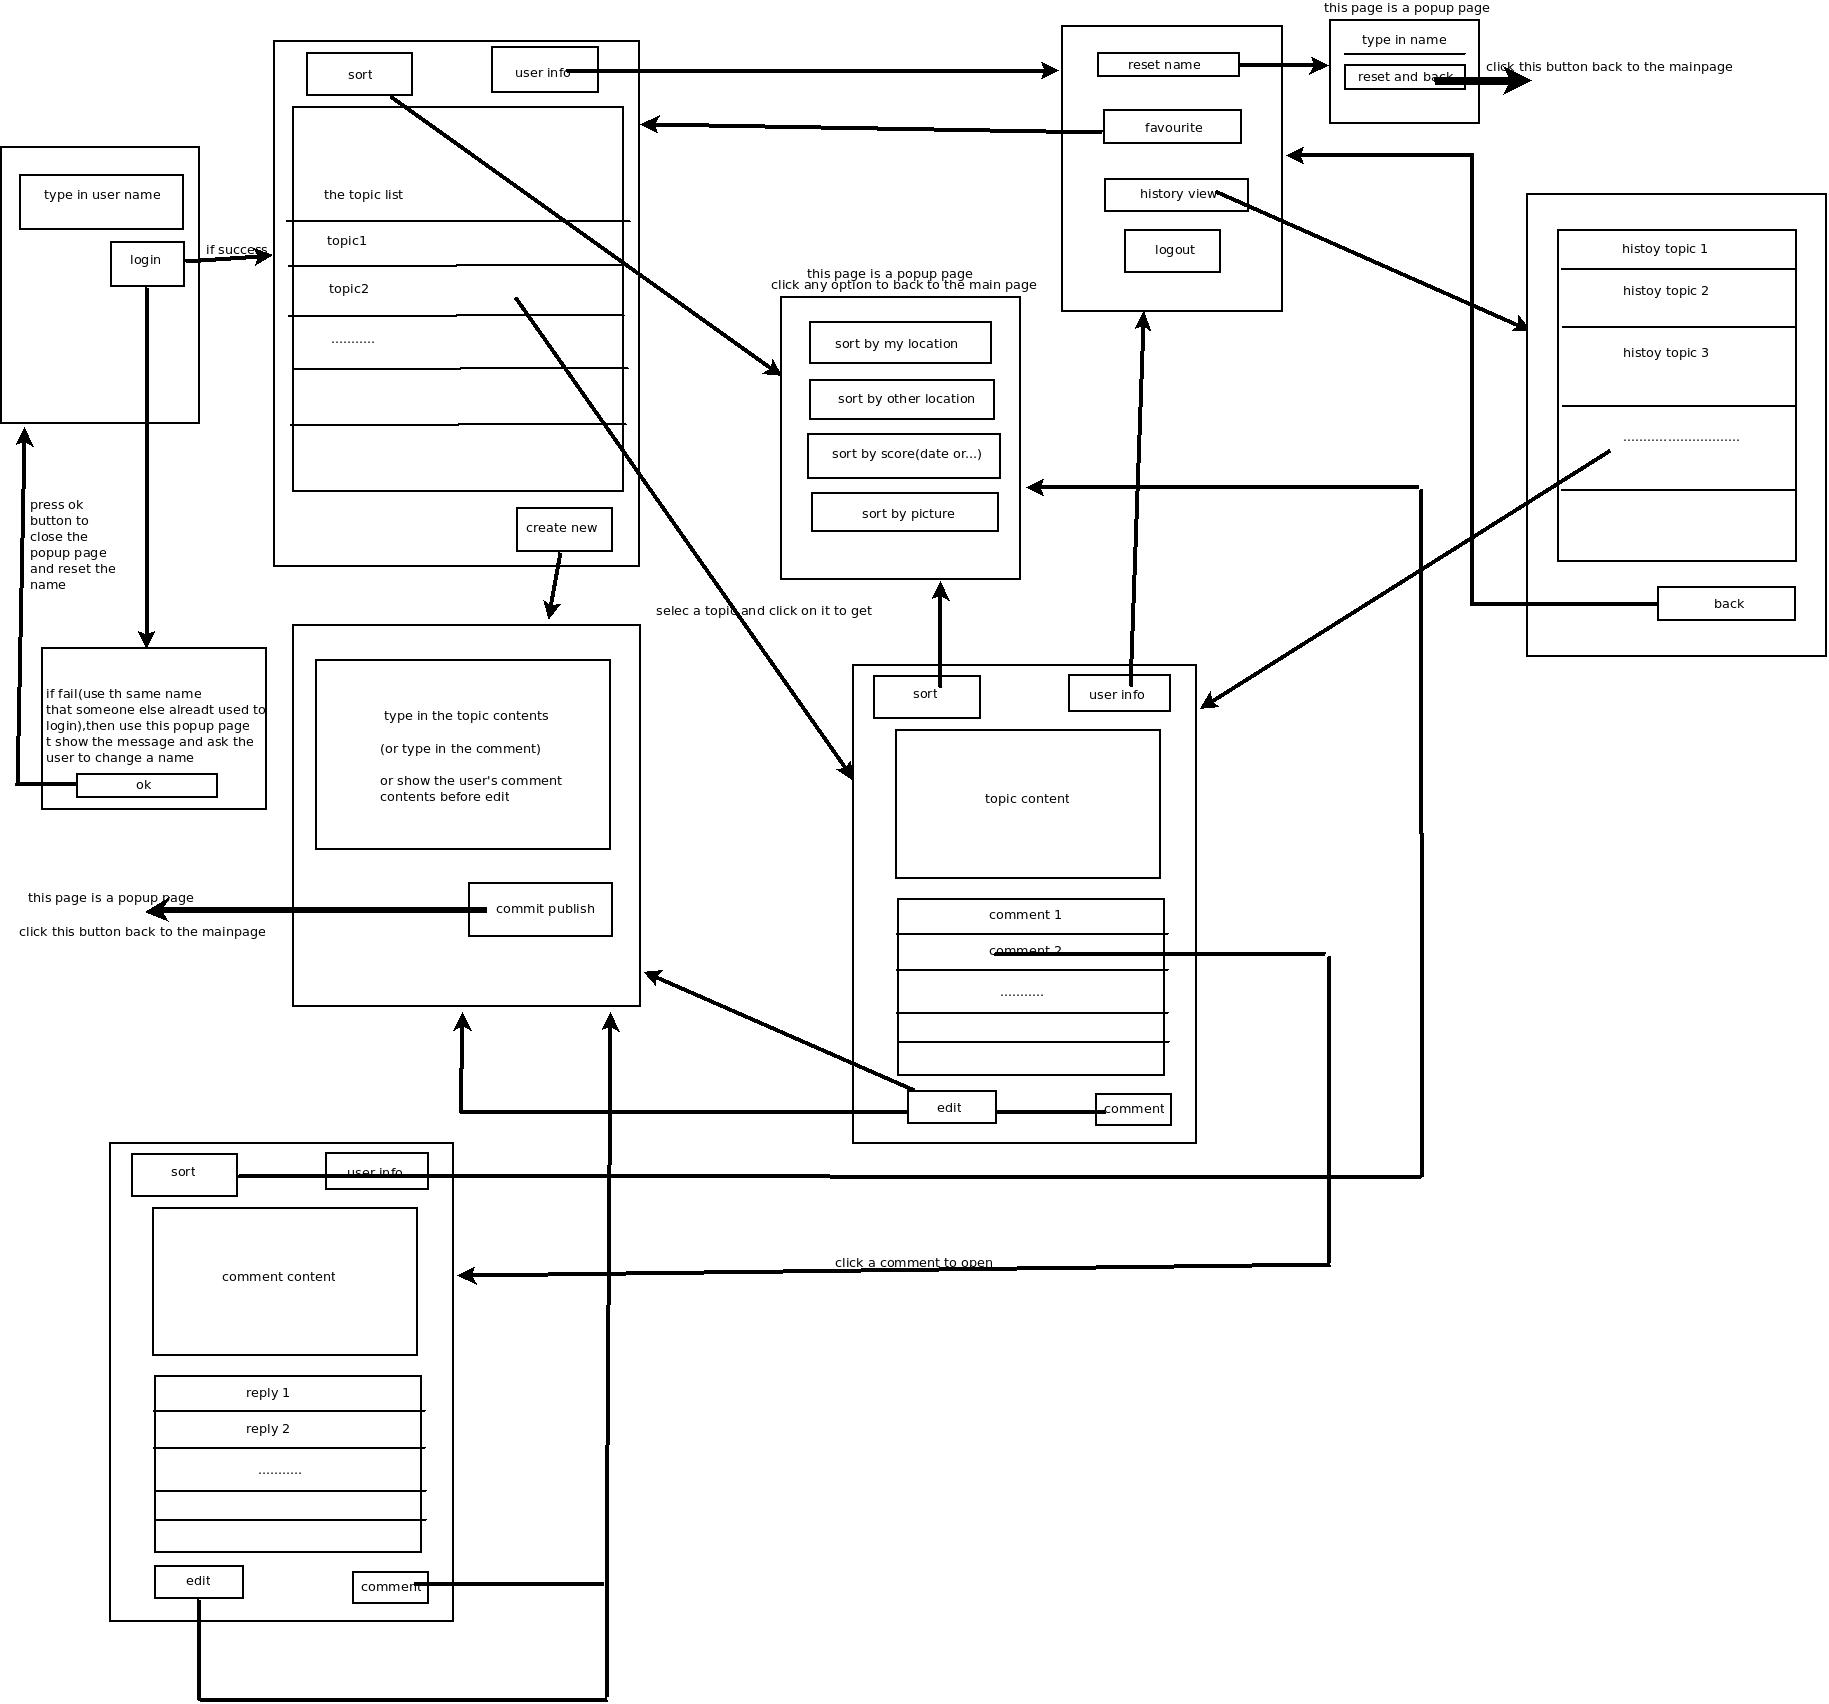 this page is a popup page
type in name
reset and back
click this button back to the mainpage
sort
user info
reset name
favourite
history view
logout
the topic list
topic1
topic2
...........
create new
type in user name
login
if success
press ok
button to
close the
popup page
and reset the
name
if fail(use th same name
that someone else alreadt used to
login),then use this popup page
t show the message and ask the
user to change a name
ok
this page is a popup page
click any option to back to the main page
sort by my location
sort by other location
sort by score(date or...)
sort by picture
histoy topic 1
histoy topic 2
histoy topic 3
.............................
back
selec a topic and click on it to get
type in the topic contents
(or type in the comment)
or show the user's comment
contents before edit
commit publish
this page is a popup page
click this button back to the mainpage
sort
user info
topic content
comment 1
comment 2
...........
edit
comment
sort
user info
comment content
click a comment to open
reply 1
reply 2
...........
edit
comment